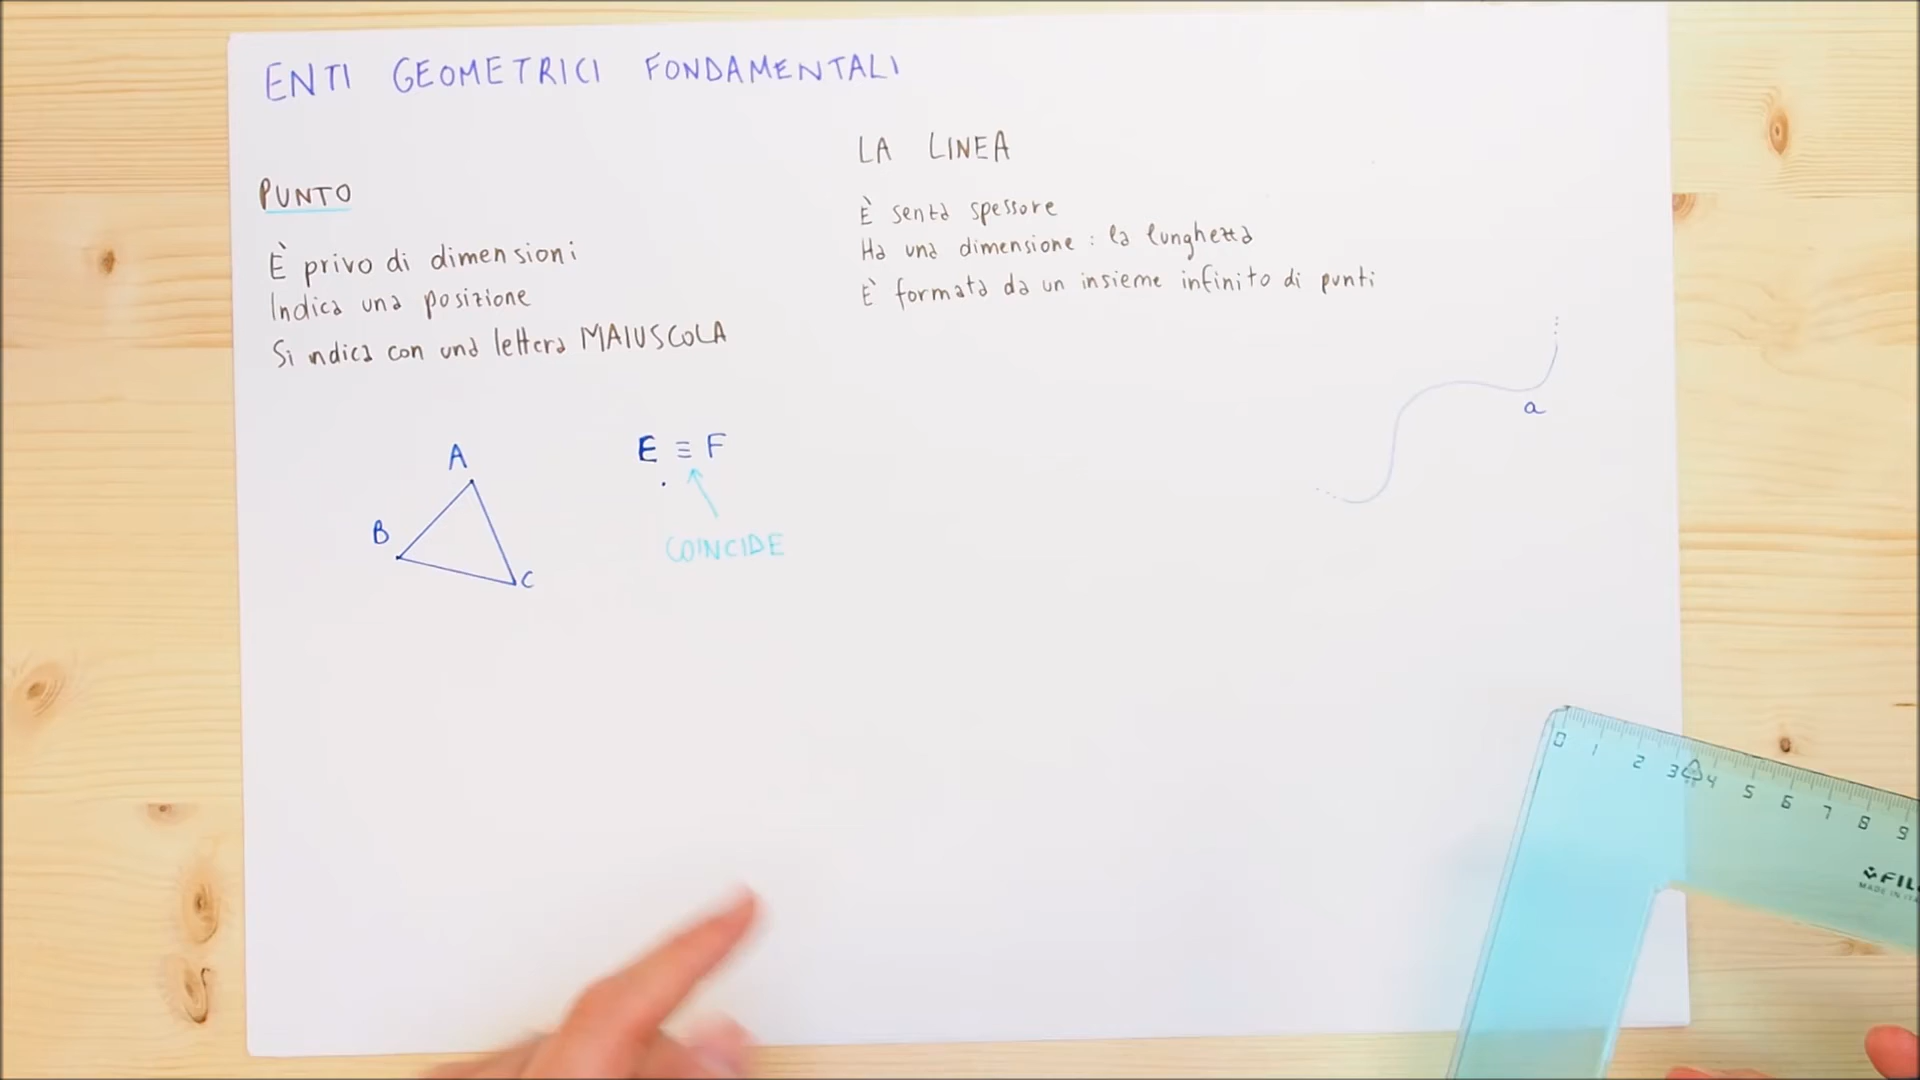 ENTI GEOMETRICI FONDAMENTALI
PUNTO
È privo di dimensioni
Indica una posizione
Si indica con una lettera MAIUSCOLA
A
B
C
E ≡ F
COINCIDE
LA LINEA
È senza spessore
Ha una dimensione : la lunghezza
È formata da un insieme infinito di punti
a
0 1 2 3 4 5 6 7 8 9